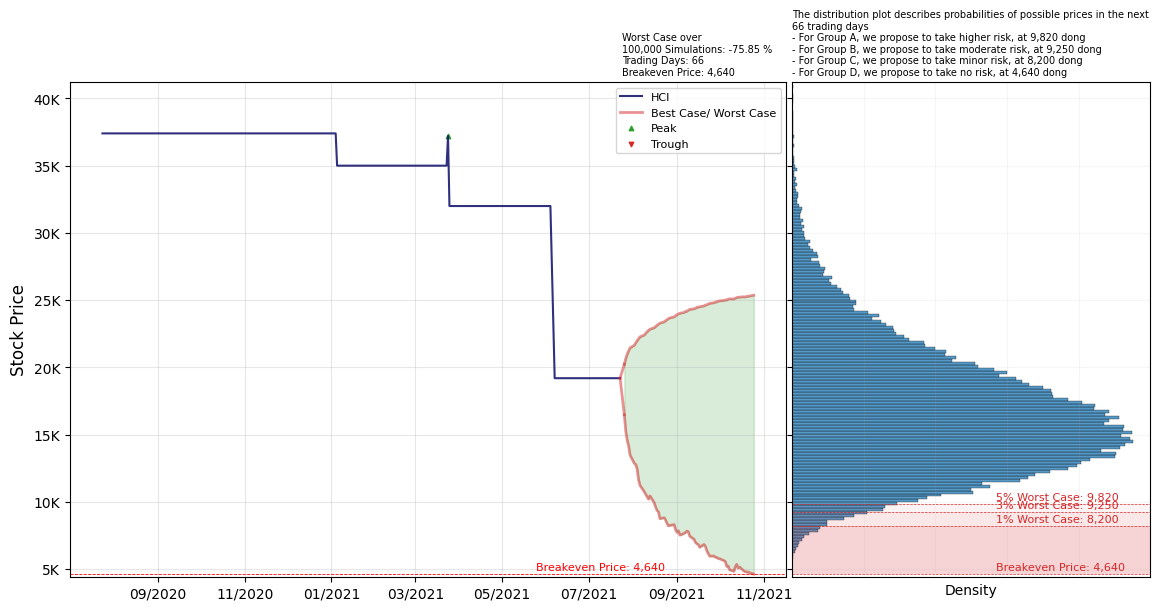 The distribution plot describes probabilities of possible prices in the next
66 trading days
- For Group A, we propose to take higher risk, at 9,820 dong
- For Group B, we propose to take moderate risk, at 9,250 dong
- For Group C, we propose to take minor risk, at 8,200 dong
- For Group D, we propose to take no risk, at 4,640 dong
Worst Case over
100,000 Simulations: -75.85 %
Trading Days: 66
Breakeven Price: 4,640
HCI
Best Case/ Worst Case
Peak
Trough
Stock Price
40K
35K
30K
25K
20K
15K
10K
5K
Breakeven Price: 4,640
09/2020
11/2020
01/2021
03/2021
05/2021
07/2021
09/2021
11/2021
5% Worst Case: 9,820
3% Worst Case: 9,250
1% Worst Case: 8,200
Breakeven Price: 4,640
Density